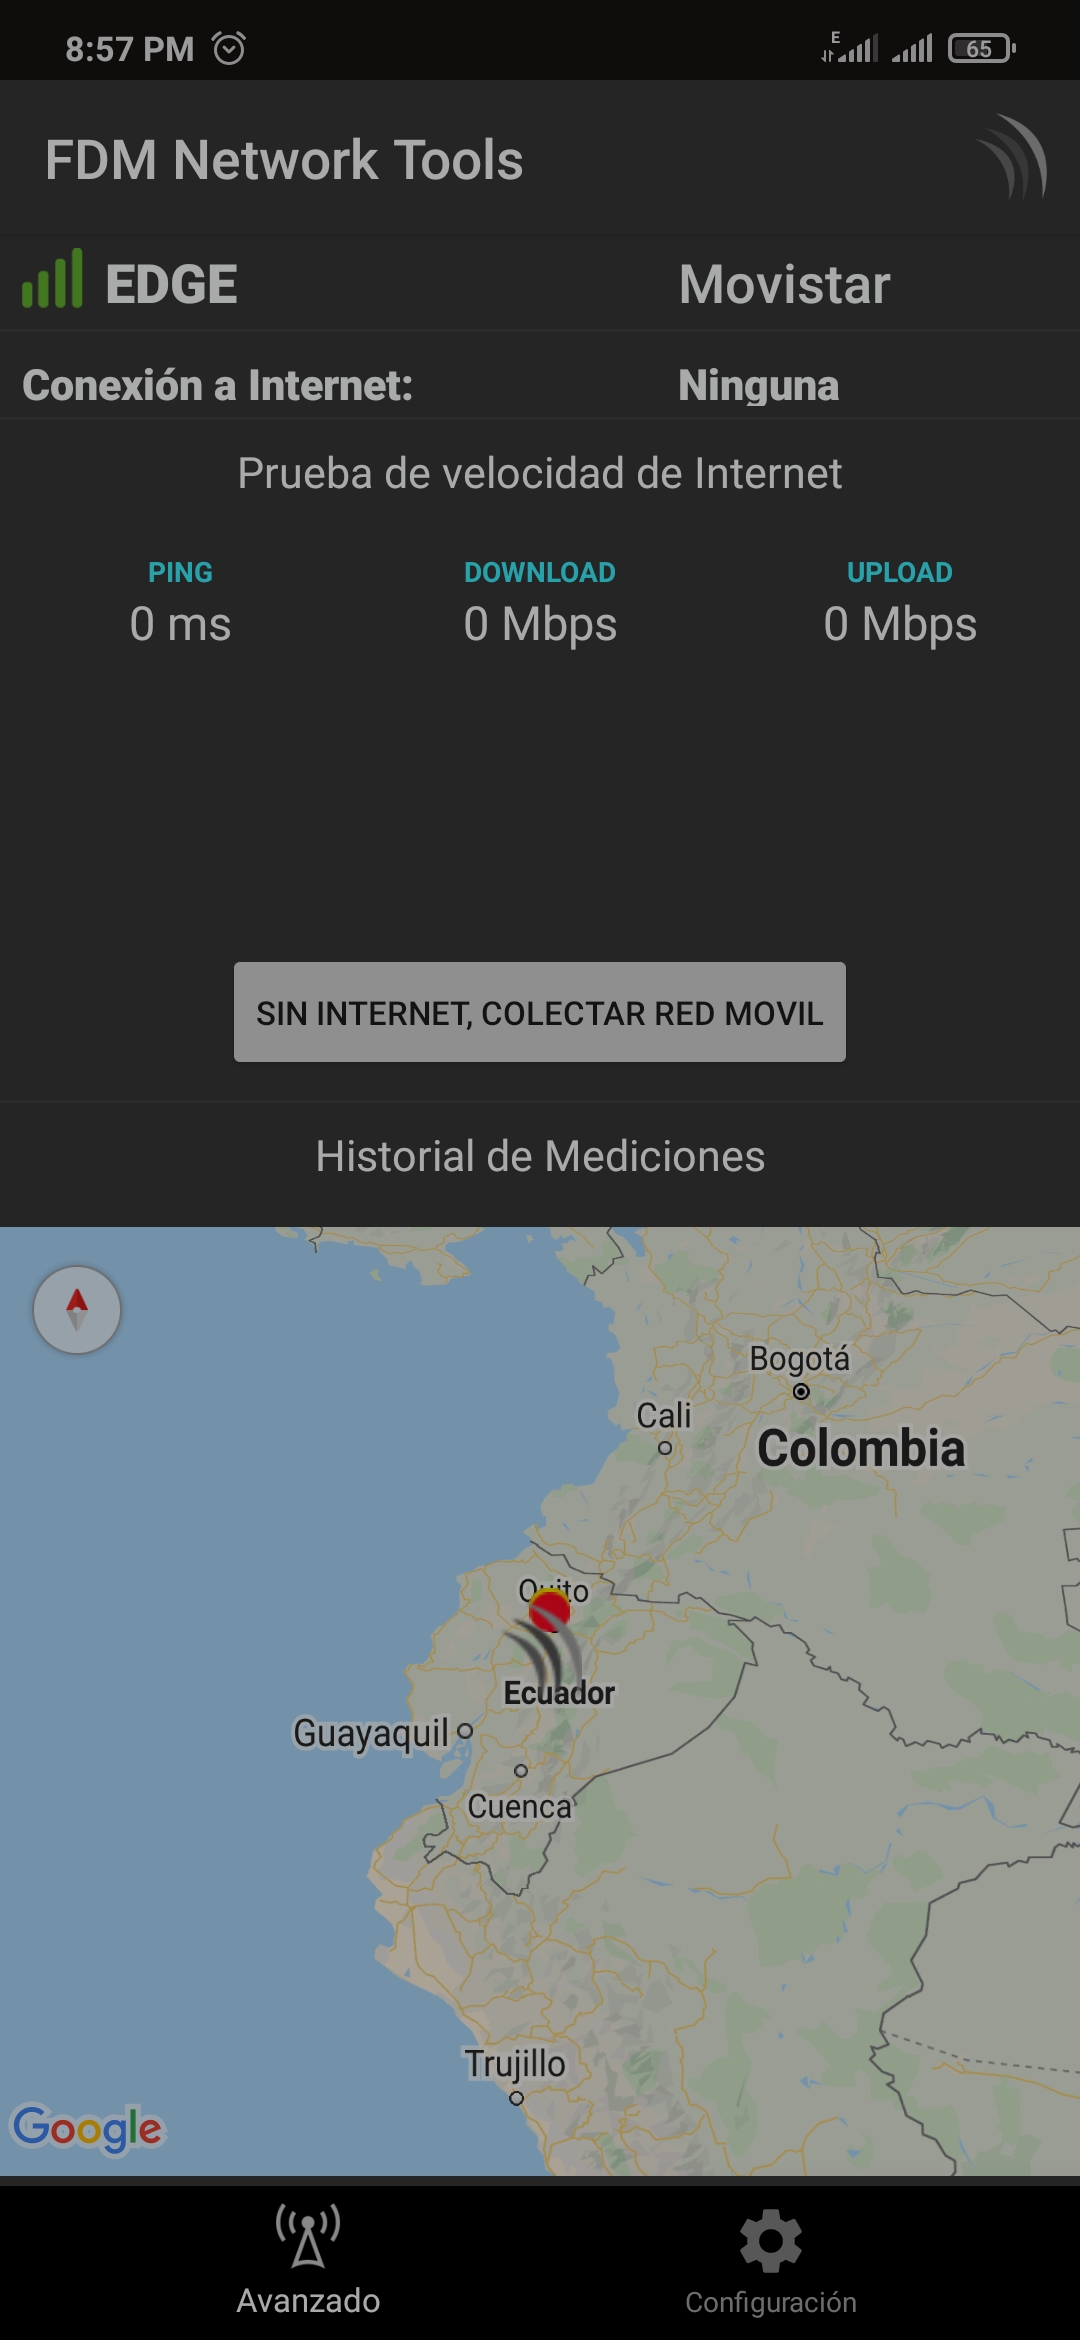 8:57 PM
E
65
FDM Network Tools
EDGE
Movistar
Conexión a Internet:
Ninguna
Prueba de velocidad de Internet
PING
DOWNLOAD
UPLOAD
0 ms
0 Mbps
0 Mbps
SIN INTERNET, COLECTAR RED MOVIL
Historial de Mediciones
Bogotá
Cali
Colombia
Quito
Ecuador
Guayaquil
Cuenca
Trujillo
Google
Avanzado
Configuración